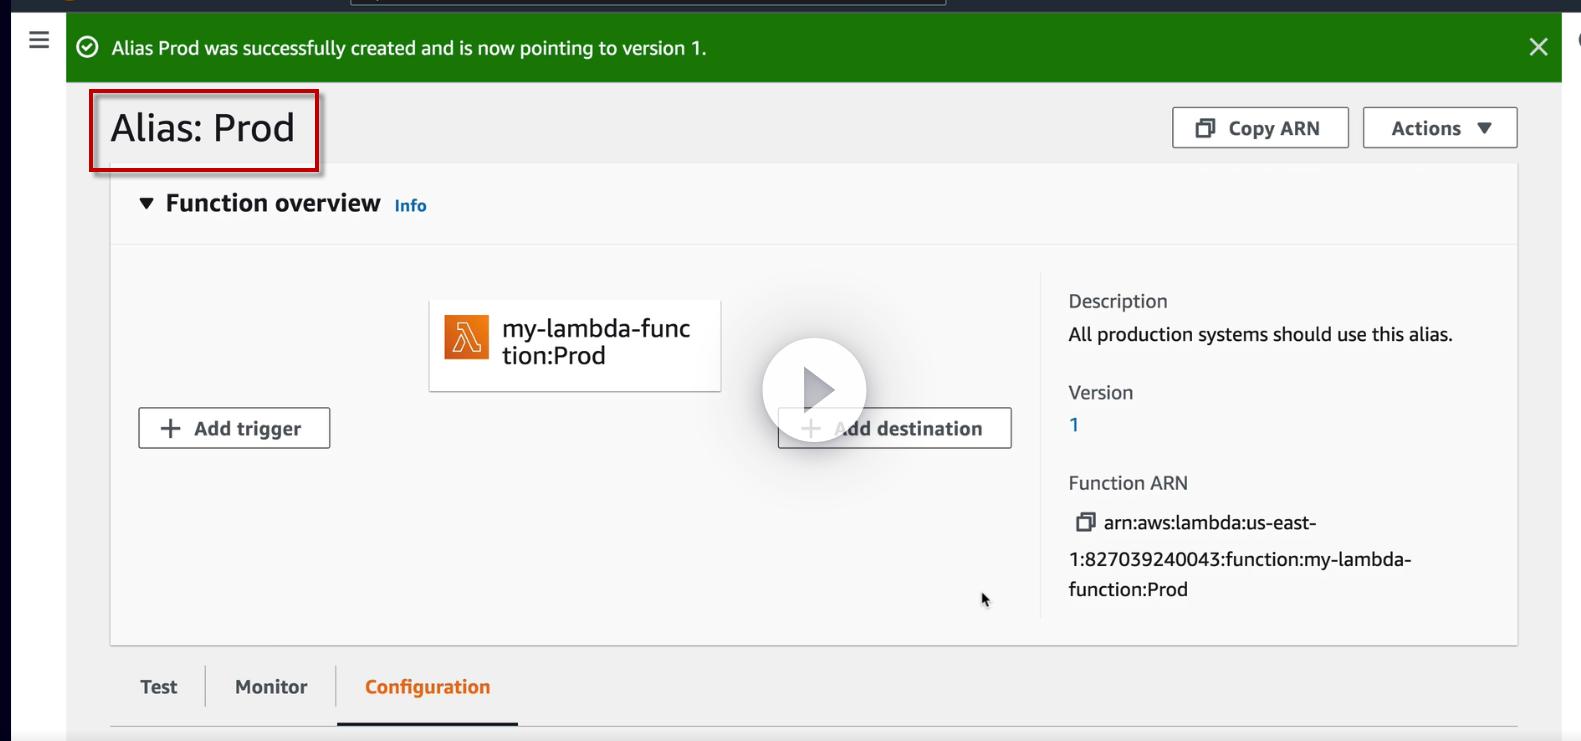 Alias Prod was successfully created and is now pointing to version 1.
Alias: Prod
Copy ARN
Actions
Function overview
Info
my-lambda-func
tion:Prod
Add trigger
Add destination
Description
All production systems should use this alias.
Version
1
Function ARN
arn:aws:lambda:us-east-
1:827039240043:function:my-lambda-
function:Prod
Test
Monitor
Configuration